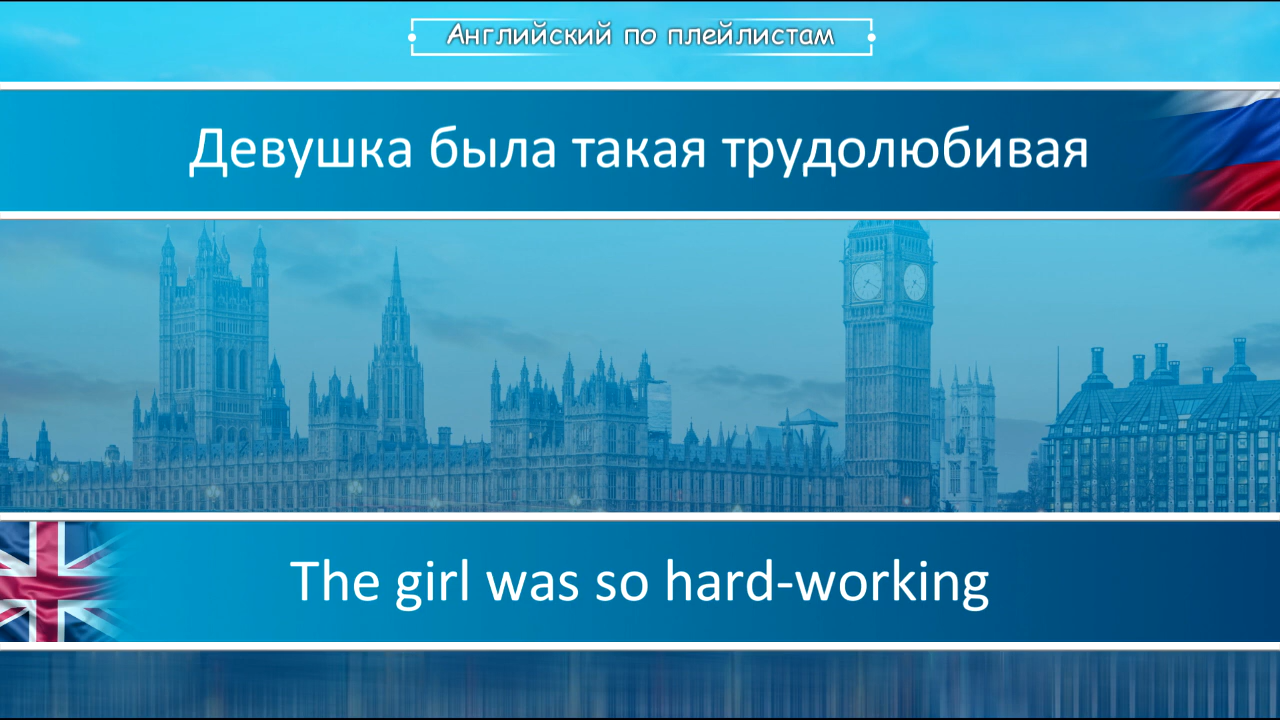 Английский по плейлистам
Девушка была такая трудолюбивая
The girl was so hard-working